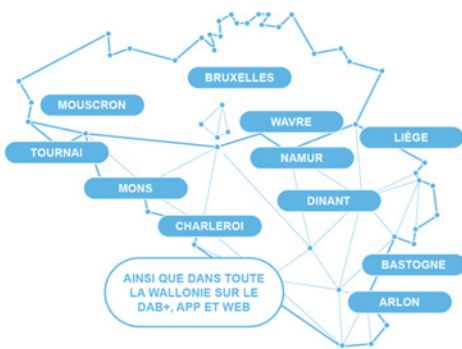 BRUXELLES
MOUSCRON
WAVRE
LIÈGE
TOURNAI
NAMUR
MONS
DINANT
CHARLEROI
BASTOGNE
AINSI QUE DANS TOUTE
LA WALLONIE SUR LE
DAB+, APP ET WEB
ARLON